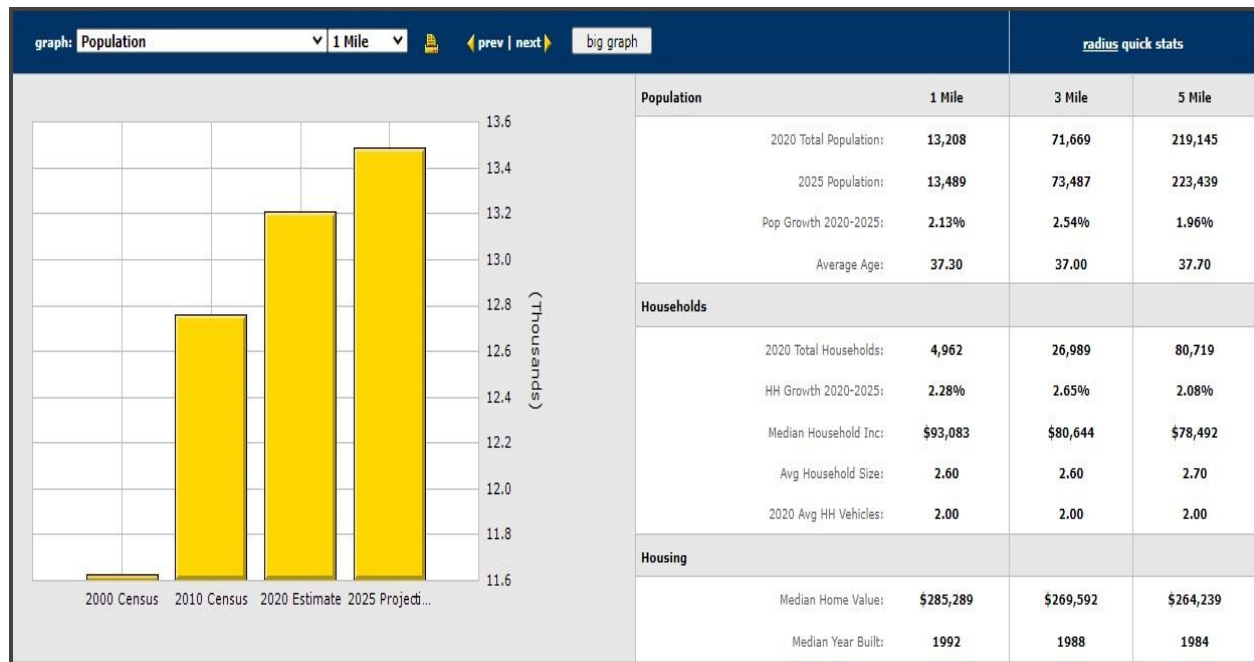 graph: Population 1 Mile prev | next big graph radius quick stats
13.6
13.4
13.2
13.0
12.8
12.6
12.4
12.2
12.0
11.8
11.6
(Thousands)
2000 Census 2010 Census 2020 Estimate 2025 Projecti...
Population 1 Mile 3 Mile 5 Mile
2020 Total Population: 13,208 71,669 219,145
2025 Population: 13,489 73,487 223,439
Pop Growth 2020-2025: 2.13% 2.54% 1.96%
Average Age: 37.30 37.00 37.70
Households
2020 Total Households: 4,962 26,989 80,719
HH Growth 2020-2025: 2.28% 2.65% 2.08%
Median Household Inc: $93,083 $80,644 $78,492
Avg Household Size: 2.60 2.60 2.70
2020 Avg HH Vehicles: 2.00 2.00 2.00
Housing
Median Home Value: $285,289 $269,592 $264,239
Median Year Built: 1992 1988 1984